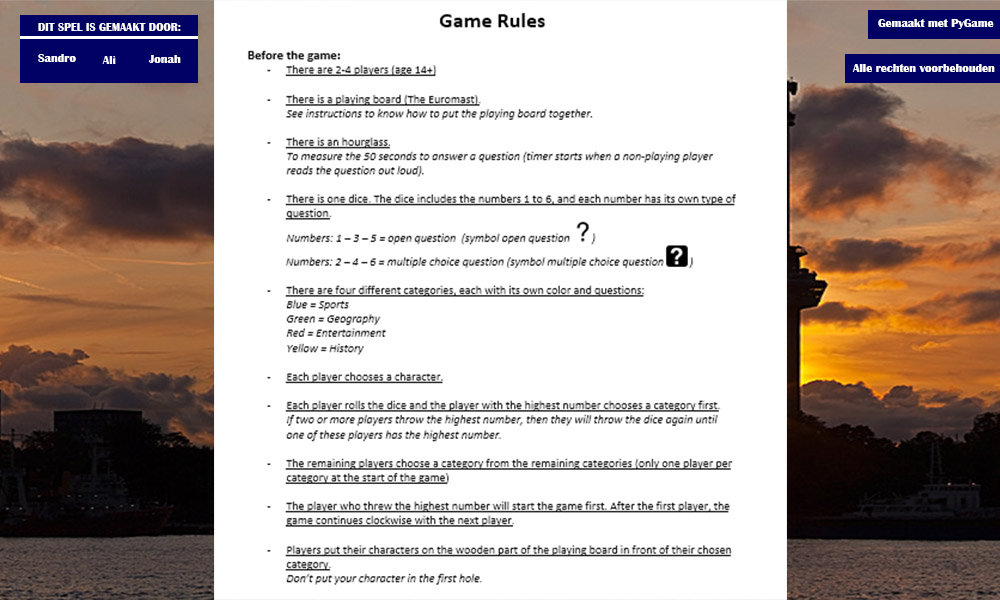 DIT SPEL IS GEMAAKT DOOR:
Sandro Ali Jonah
Gemaakt met PyGame
Alle rechten voorbehouden
Game Rules
Before the game:
- There are 2-4 players (age 14+)
- There is a playing board (The Euromast).
See instructions to know how to put the playing board together.
- There is an hourglass.
To measure the 50 seconds to answer a question (timer starts when a non-playing player
reads the question out loud).
- There is one dice. The dice includes the numbers 1 to 6, and each number has its own type of
question.
Numbers: 1 – 3 – 5 = open question (symbol open question ? )
Numbers: 2 – 4 – 6 = multiple choice question (symbol multiple choice question ? )
- There are four different categories, each with its own color and questions:
Blue = Sports
Green = Geography
Red = Entertainment
Yellow = History
- Each player chooses a character.
- Each player rolls the dice and the player with the highest number chooses a category first.
If two or more players throw the highest number, then they will throw the dice again until
one of these players has the highest number.
- The remaining players choose a category from the remaining categories (only one player per
category at the start of the game)
- The player who threw the highest number will start the game first. After the first player, the
game continues clockwise with the next player.
- Players put their characters on the wooden part of the playing board in front of their chosen
category.
Don't put your character in the first hole.